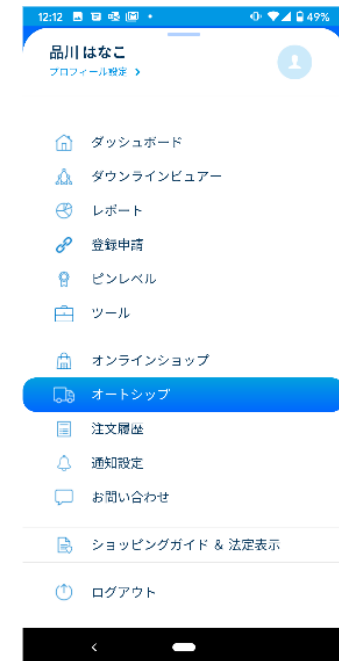 12:12 49%
品川 はなこ
プロフィール設定 >
ダッシュボード
ダウンラインビュアー
レポート
登録申請
ピンレベル
ツール
オンラインショップ
オートシップ
注文履歴
通知設定
お問い合わせ
ショッピングガイド & 法定表示
ログアウト